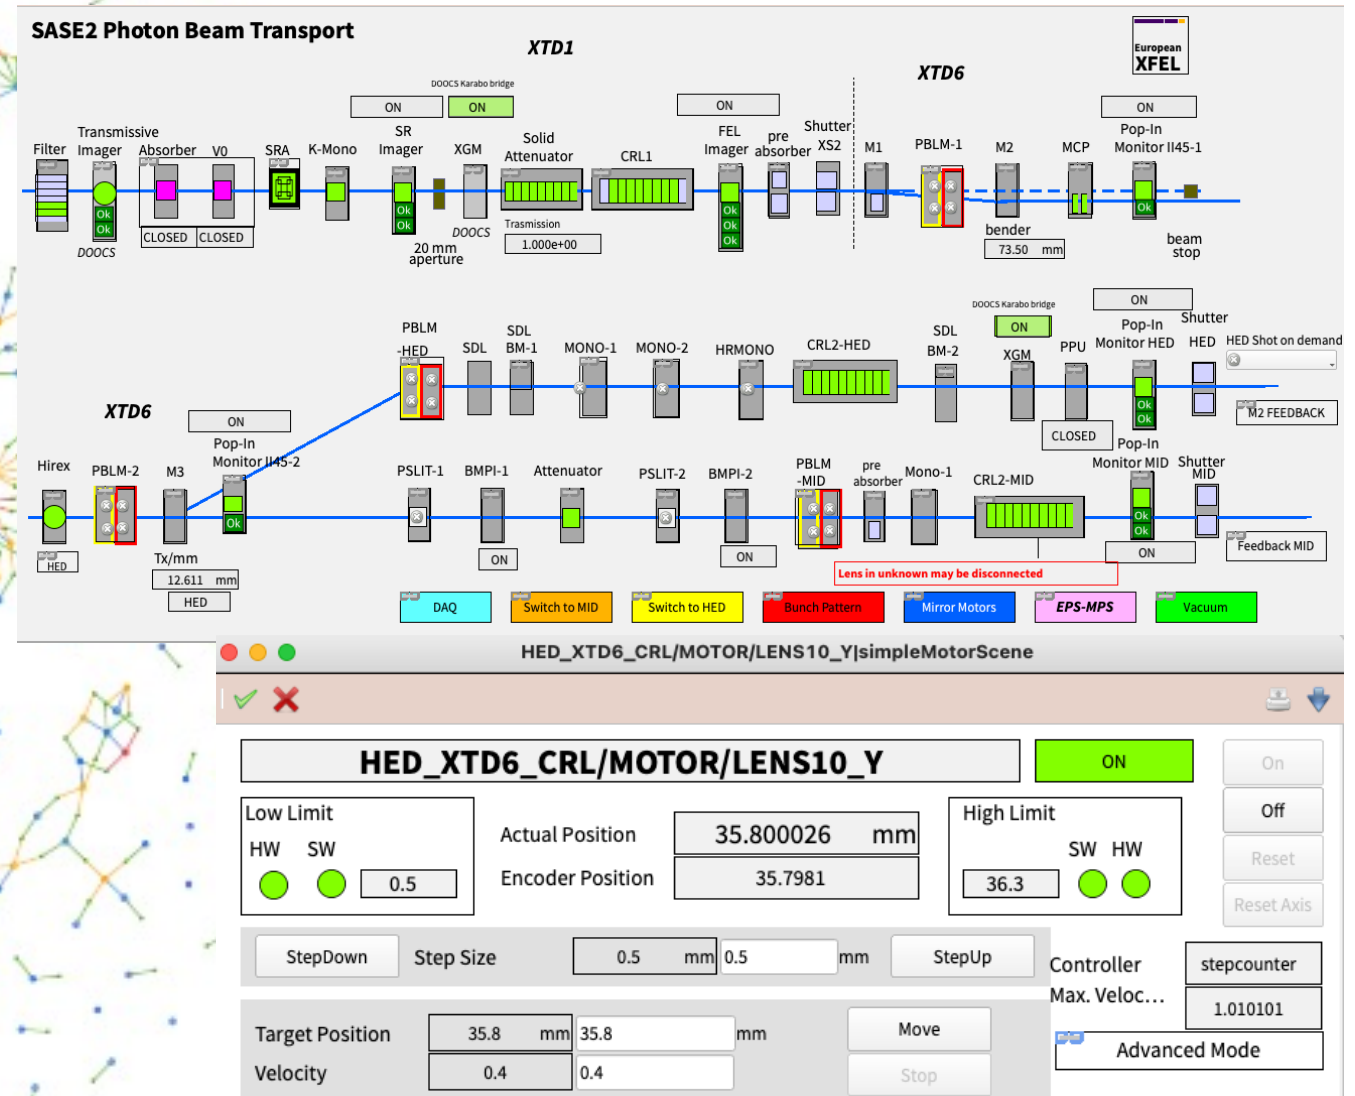 SASE2 Photon Beam Transport
XTD1
XTD6
European
XFEL
DOOCS Karabo bridge
ON
ON
ON
ON
Filter
Transmissive
Imager
Absorber
V0
SRA
K-Mono
SR
Imager
XGM
Solid
Attenuator
CRL1
FEL
Imager
pre
absorber
Shutter
XS2
M1
PBLM-1
M2
MCP
Pop-In
Monitor II45-1
Ok
Ok
Ok
Ok
Ok
Ok
Ok
Ok
CLOSED
CLOSED
DOOCS
DOOCS
20 mm
aperture
Trasmission
1.000e+00
bender
73.50 mm
beam
stop
DOOCS Karabo bridge
ON
ON
PBLM
-HED
SDL
SDL
BM-1
MONO-1
MONO-2
HRMONO
CRL2-HED
SDL
BM-2
XGM
PPU
Pop-In
Monitor HED
Shutter
HED
HED Shot on demand
Ok
Ok
M2 FEEDBACK
CLOSED
XTD6
ON
Hirex
PBLM-2
M3
Pop-In
Monitor II45-2
Ok
PSLIT-1
BMPI-1
Attenuator
PSLIT-2
BMPI-2
PBLM
-MID
pre
absorber
Mono-1
CRL2-MID
Pop-In
Monitor MID
Shutter
MID
Ok
Ok
HED
Tx/mm
12.611 mm
HED
ON
ON
ON
Feedback MID
Lens in unknown may be disconnected
DAQ
Switch to MID
Switch to HED
Bunch Pattern
Mirror Motors
EPS-MPS
Vacuum
HED_XTD6_CRL/MOTOR/LENS10_Y|simpleMotorScene
HED_XTD6_CRL/MOTOR/LENS10_Y
ON
On
Off
Reset
Reset Axis
Low Limit
HW SW
0.5
Actual Position
35.800026 mm
Encoder Position
35.7981
High Limit
SW HW
36.3
StepDown
Step Size
0.5 mm
0.5
mm
StepUp
Controller
stepcounter
Max. Veloc...
1.010101
Target Position
35.8 mm
35.8
mm
Move
Advanced Mode
Velocity
0.4
0.4
Stop